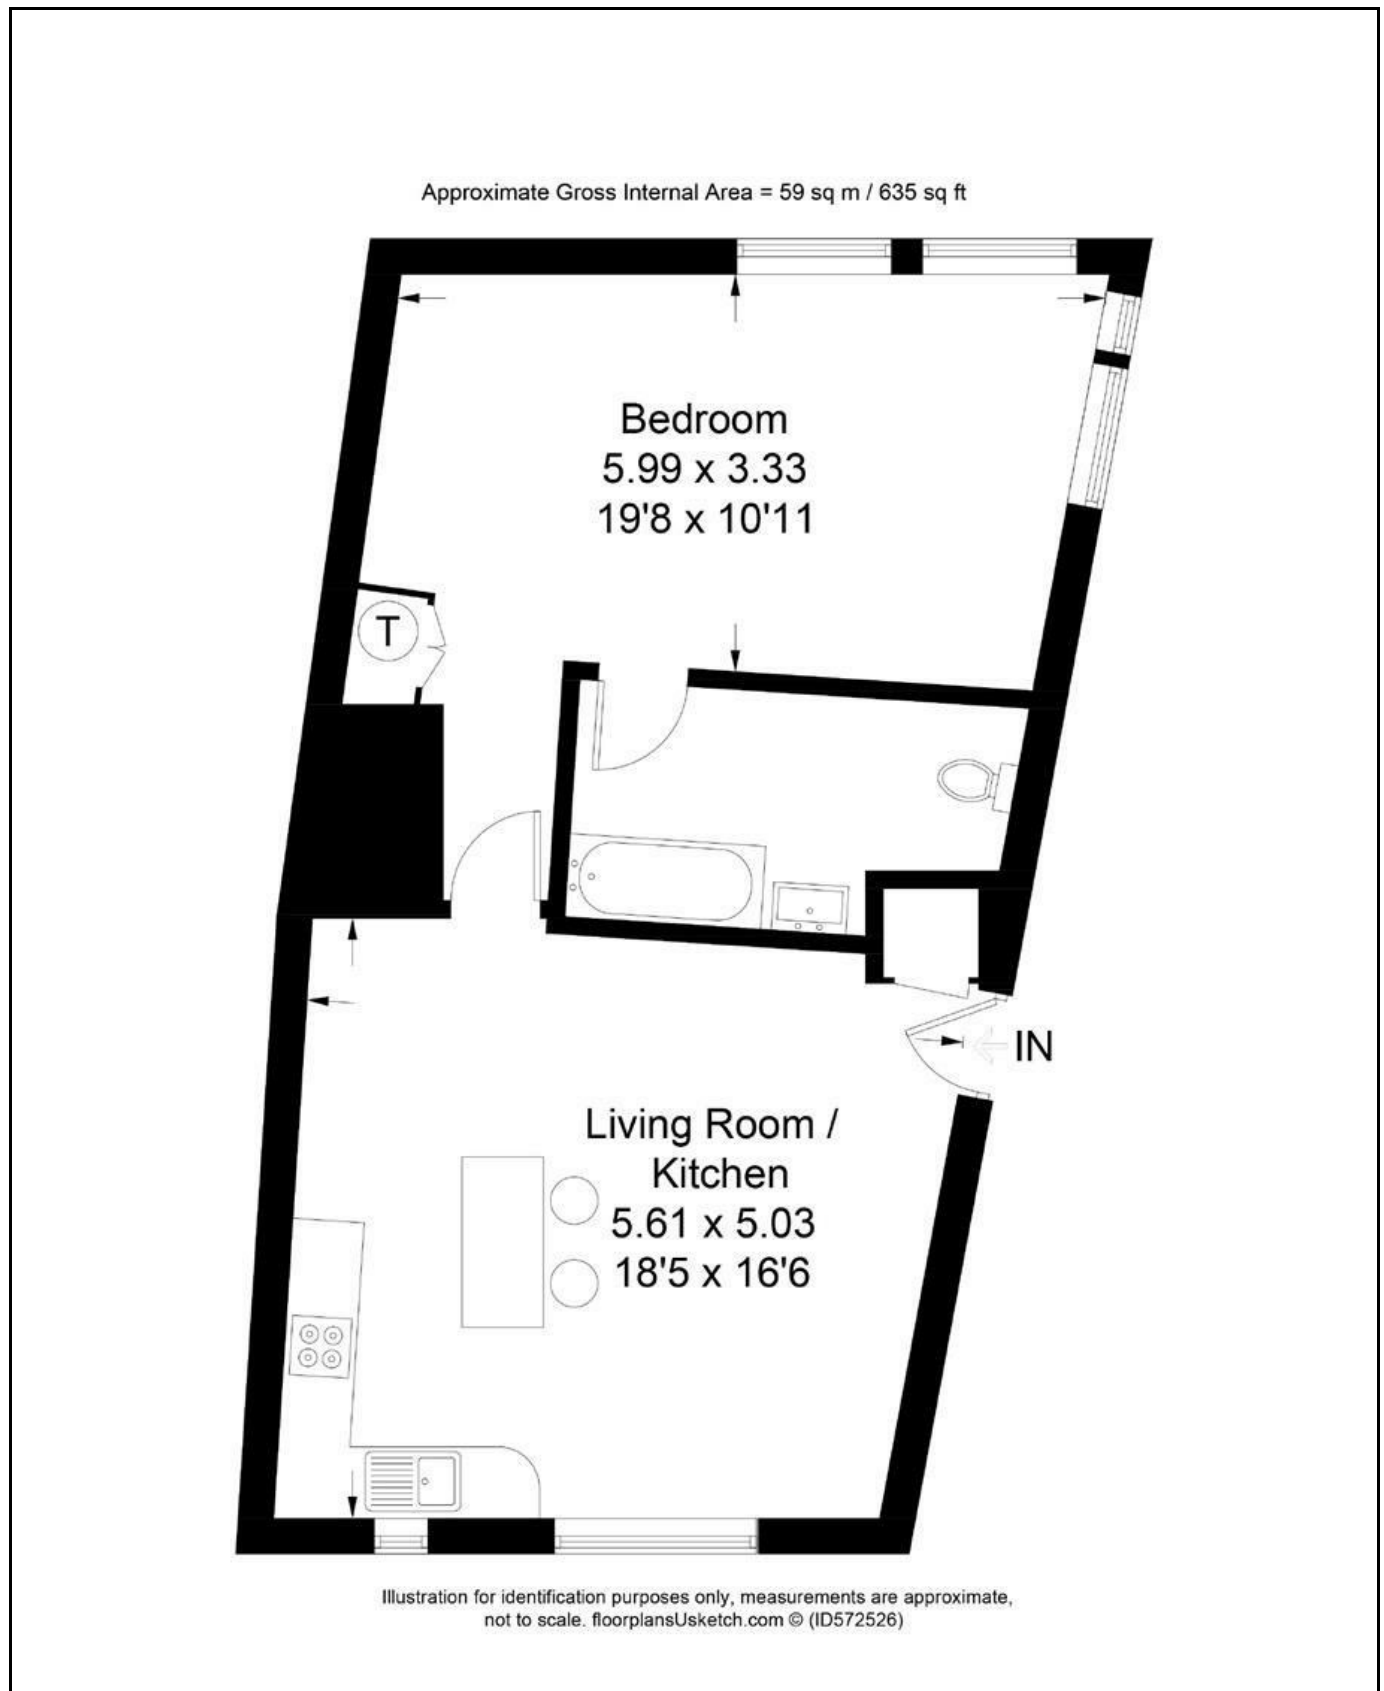 Approximate Gross Internal Area = 59 sq m / 635 sq ft
Bedroom
5.99 x 3.33
19'8 x 10'11
T
IN
Living Room /
Kitchen
5.61 x 5.03
18'5 x 16'6
Illustration for identification purposes only, measurements are approximate,
not to scale. floorplansUsketch.com © (ID572526)